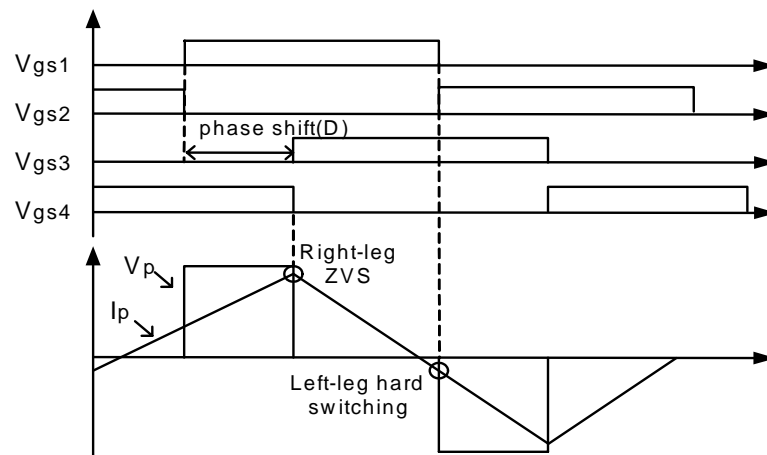 Vgs1
Vgs2
phase shift(D)
Vgs3
Vgs4
Right-leg
ZVS
Vp
Ip
Left-leg hard
switching